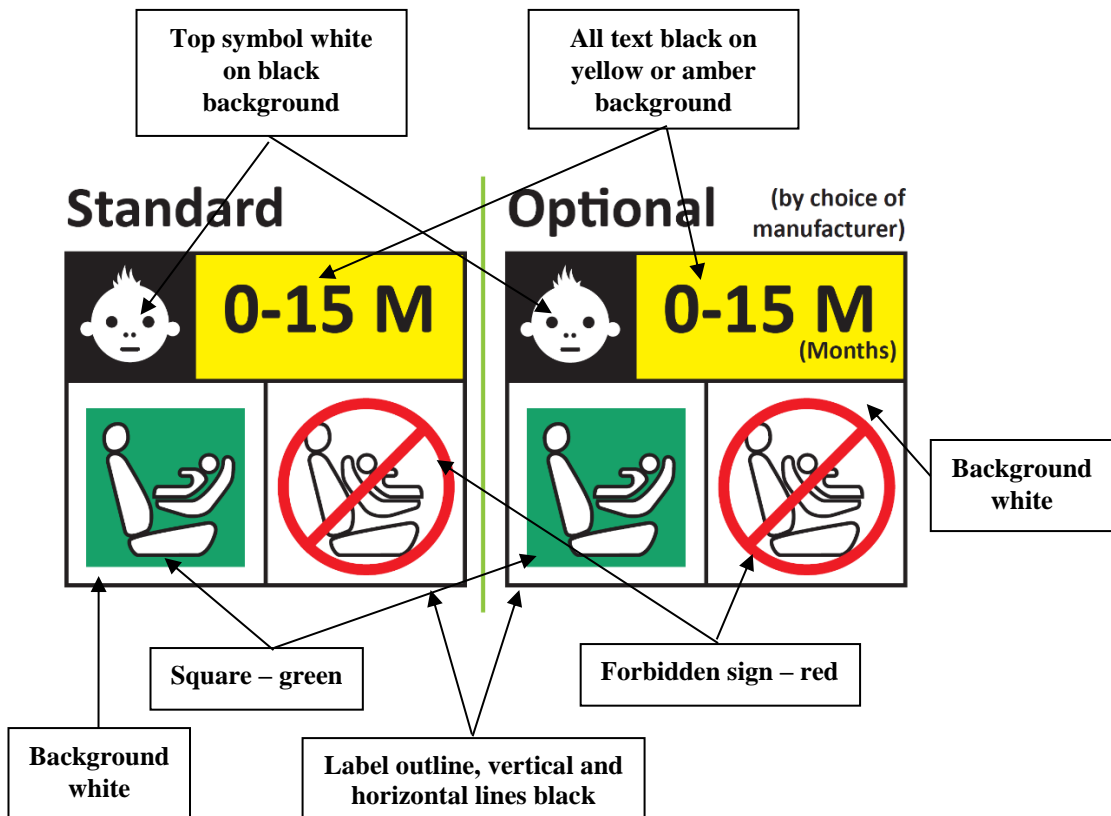 Top symbol white
on black
background
All text black on
yellow or amber
background
Standard
Optional
(by choice of
manufacturer)
0-15 M
0-15 M
(Months)
Background
white
Square – green
Forbidden sign – red
Background
white
Label outline, vertical and
horizontal lines black